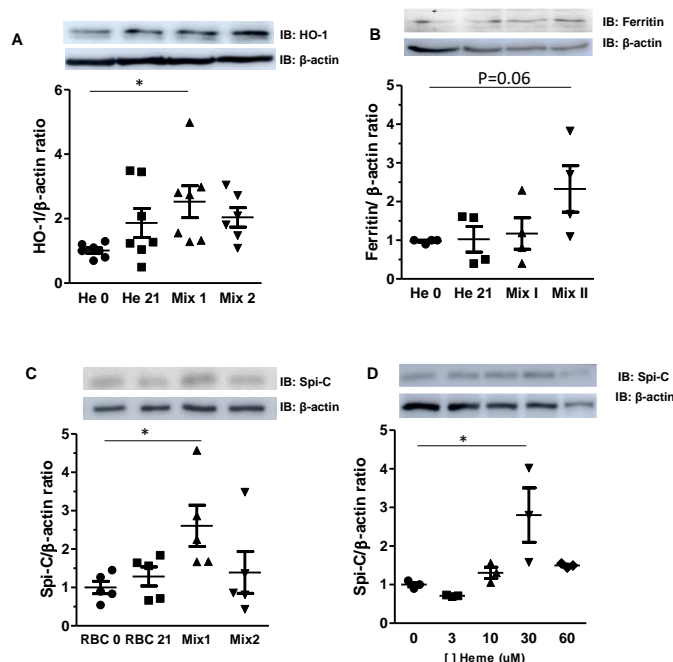 A
IB: HO-1
IB: β-actin
*
HO-1/β-actin ratio
6
4
2
0
He 0 He 21 Mix 1 Mix 2
B
IB: Ferritin
IB: β-actin
P=0.06
Ferritin/ β-actin ratio
5
4
3
2
1
0
He 0 He 21 Mix I Mix II
C
IB: Spi-C
IB: β-actin
*
Spi-C/β-actin ratio
5
4
3
2
1
0
RBC 0 RBC 21 Mix1 Mix2
D
IB: Spi-C
IB: β-actin
*
Spi-C/β-actin ratio
5
4
3
2
1
0
0 3 10 30 60
[ ] Heme (uM)